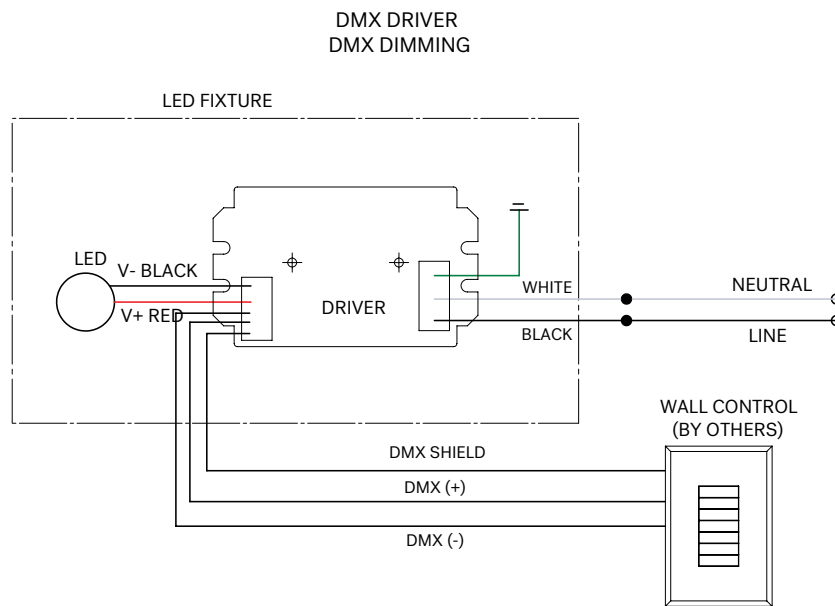 DMX DRIVER
DMX DIMMING
LED FIXTURE
LED
V- BLACK
V+ RED
DRIVER
WHITE
NEUTRAL
BLACK
LINE
WALL CONTROL
(BY OTHERS)
DMX SHIELD
DMX (+)
DMX (-)